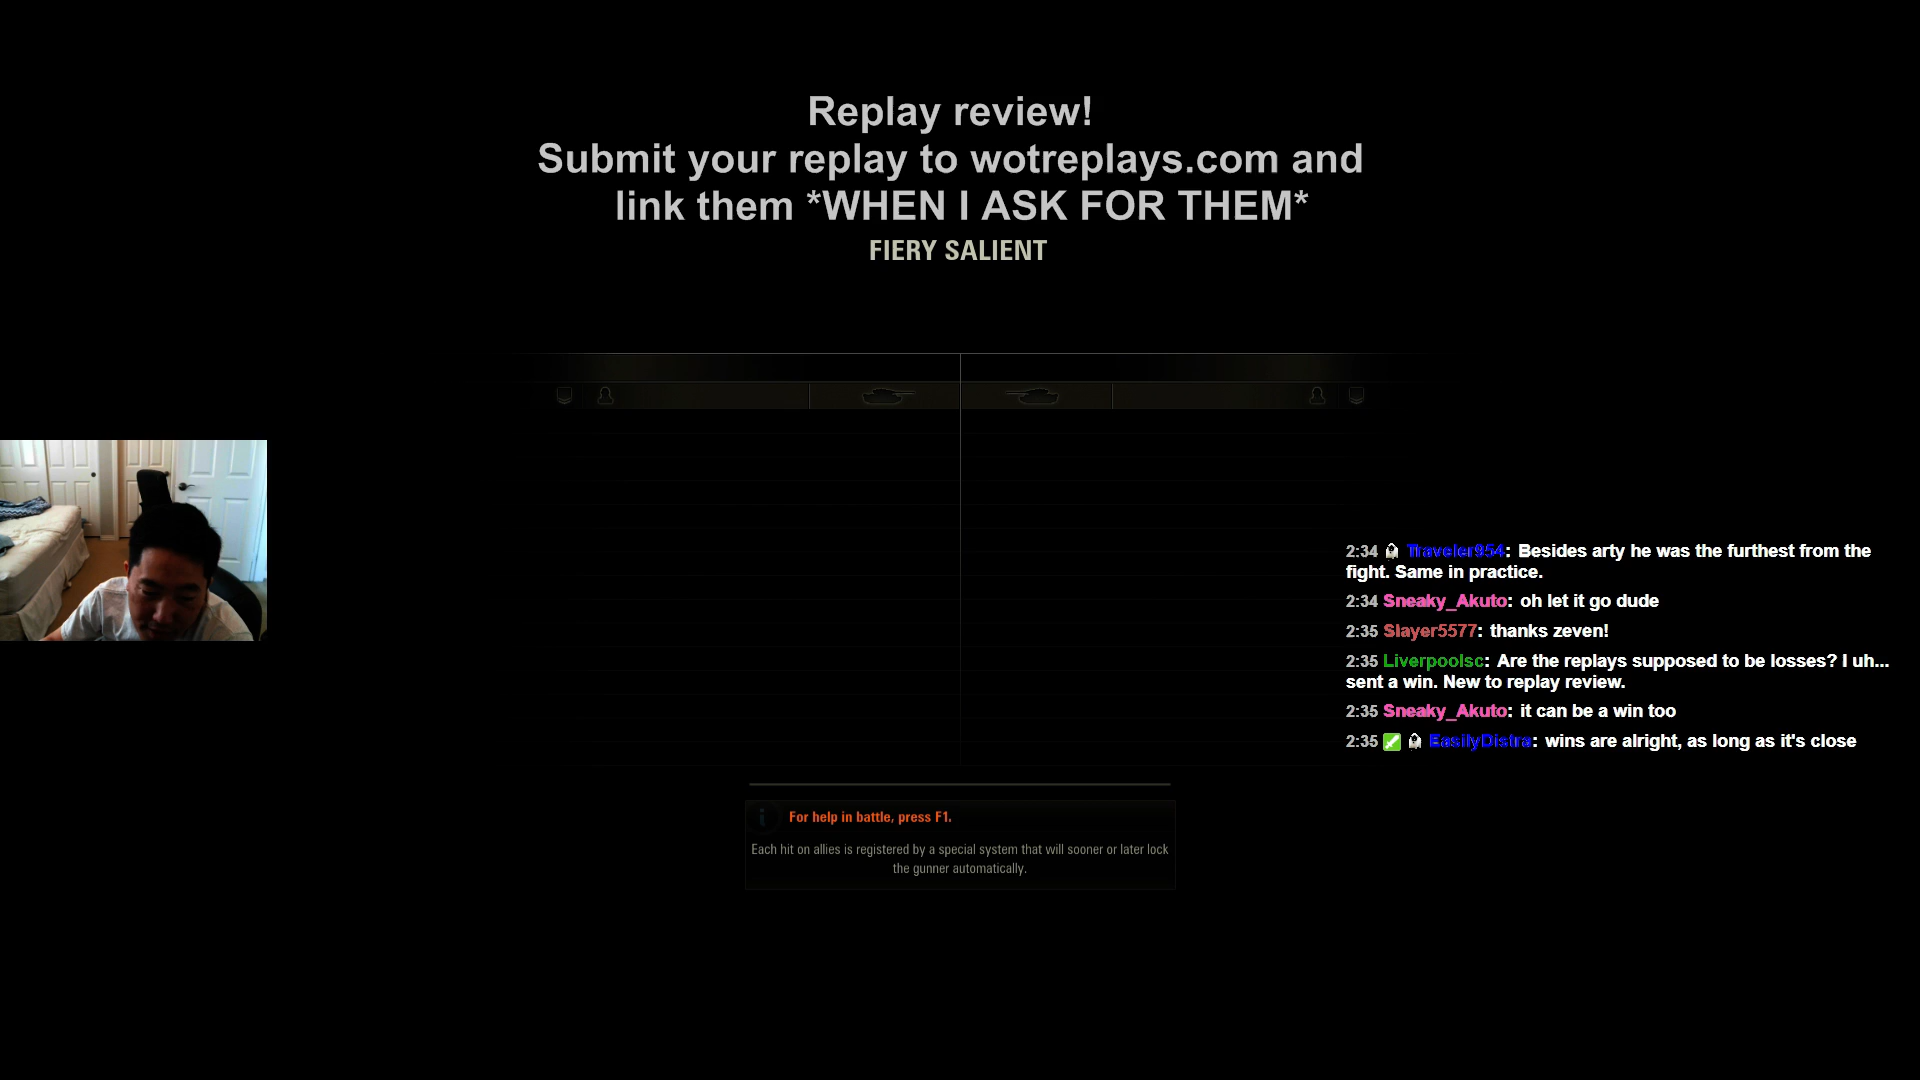 Replay review!
Submit your replay to wotreplays.com and
link them *WHEN I ASK FOR THEM*
FIERY SALIENT
2:34 Traveler954: Besides arty he was the furthest from the
fight. Same in practice.
2:34 Sneaky_Akuto: oh let it go dude
2:35 Slayer5577: thanks zeven!
2:35 Liverpoolsc: Are the replays supposed to be losses? I uh...
sent a win. New to replay review.
2:35 Sneaky_Akuto: it can be a win too
2:35 EasilyDistra: wins are alright, as long as it's close
For help in battle, press F1.
Each hit on allies is registered by a special system that will sooner or later lock
the gunner automatically.